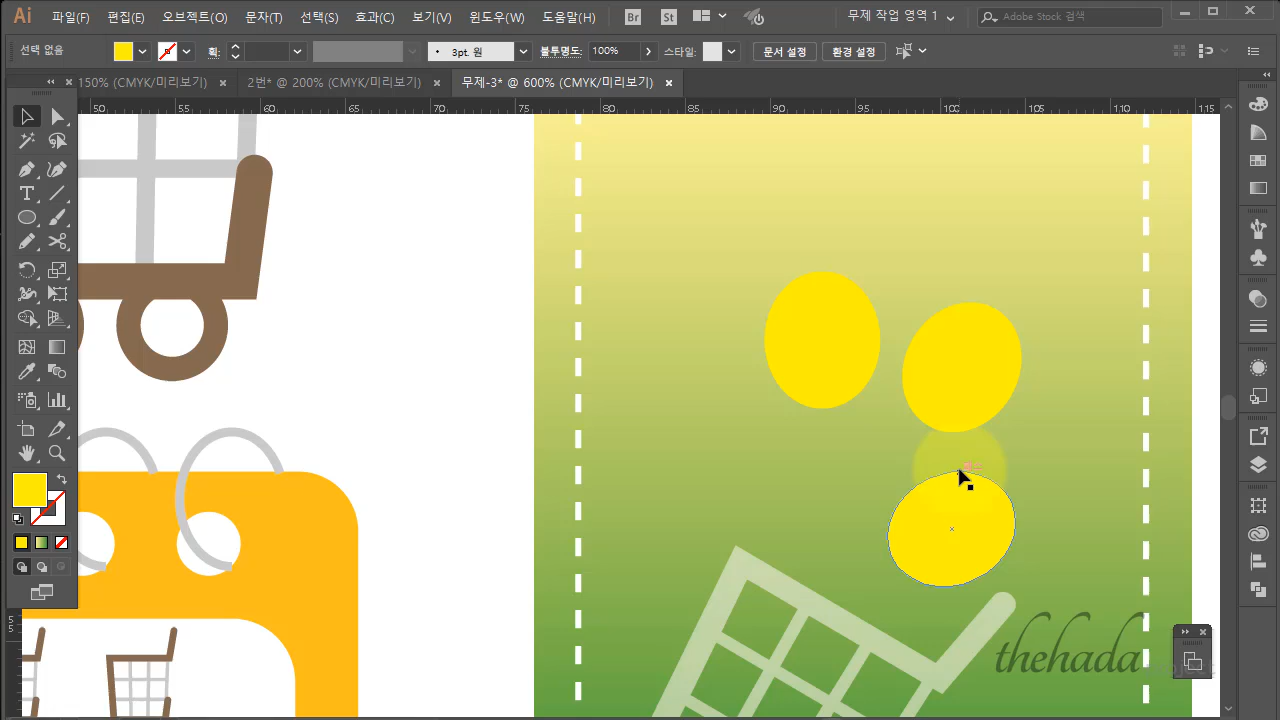 Ai 파일(F) 편집(E) 오브젝트(O) 문자(T) 선택(S) 효과(C) 보기(V) 윈도우(W) 도움말(H) Br St 무제 작업 영역 1 Adobe Stock 검색
선택 없음 획: 3pt. 원 불투명도: 100% 스타일: 문서 설정 환경 설정
150% (CMYK/미리보기) × 2번* @ 200% (CMYK/미리보기) × 무제-3* @ 600% (CMYK/미리보기) ×
50 55 60 65 70 75 80 85 90 95 100 105 110 115
5
5
thehada